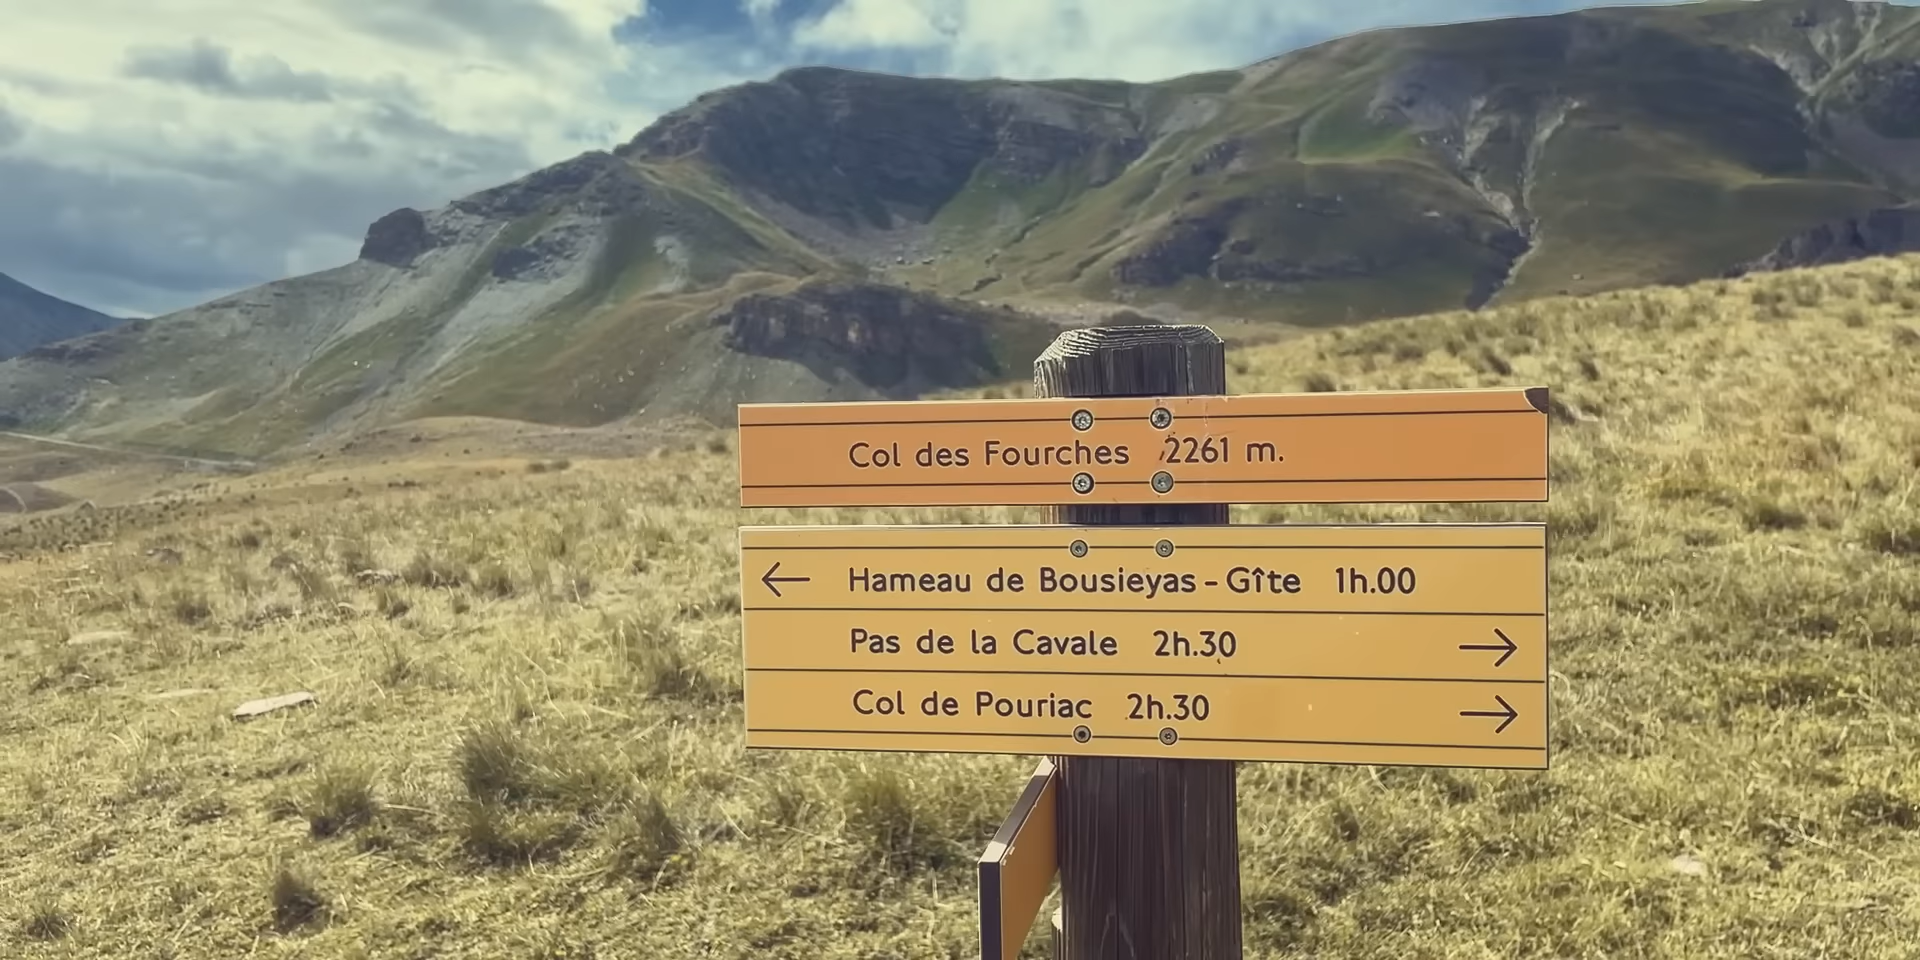 Col des Fourches 2261 m.
← Hameau de Bousieyas - Gîte 1h.00
Pas de la Cavale 2h.30 →
Col de Pouriac 2h.30 →